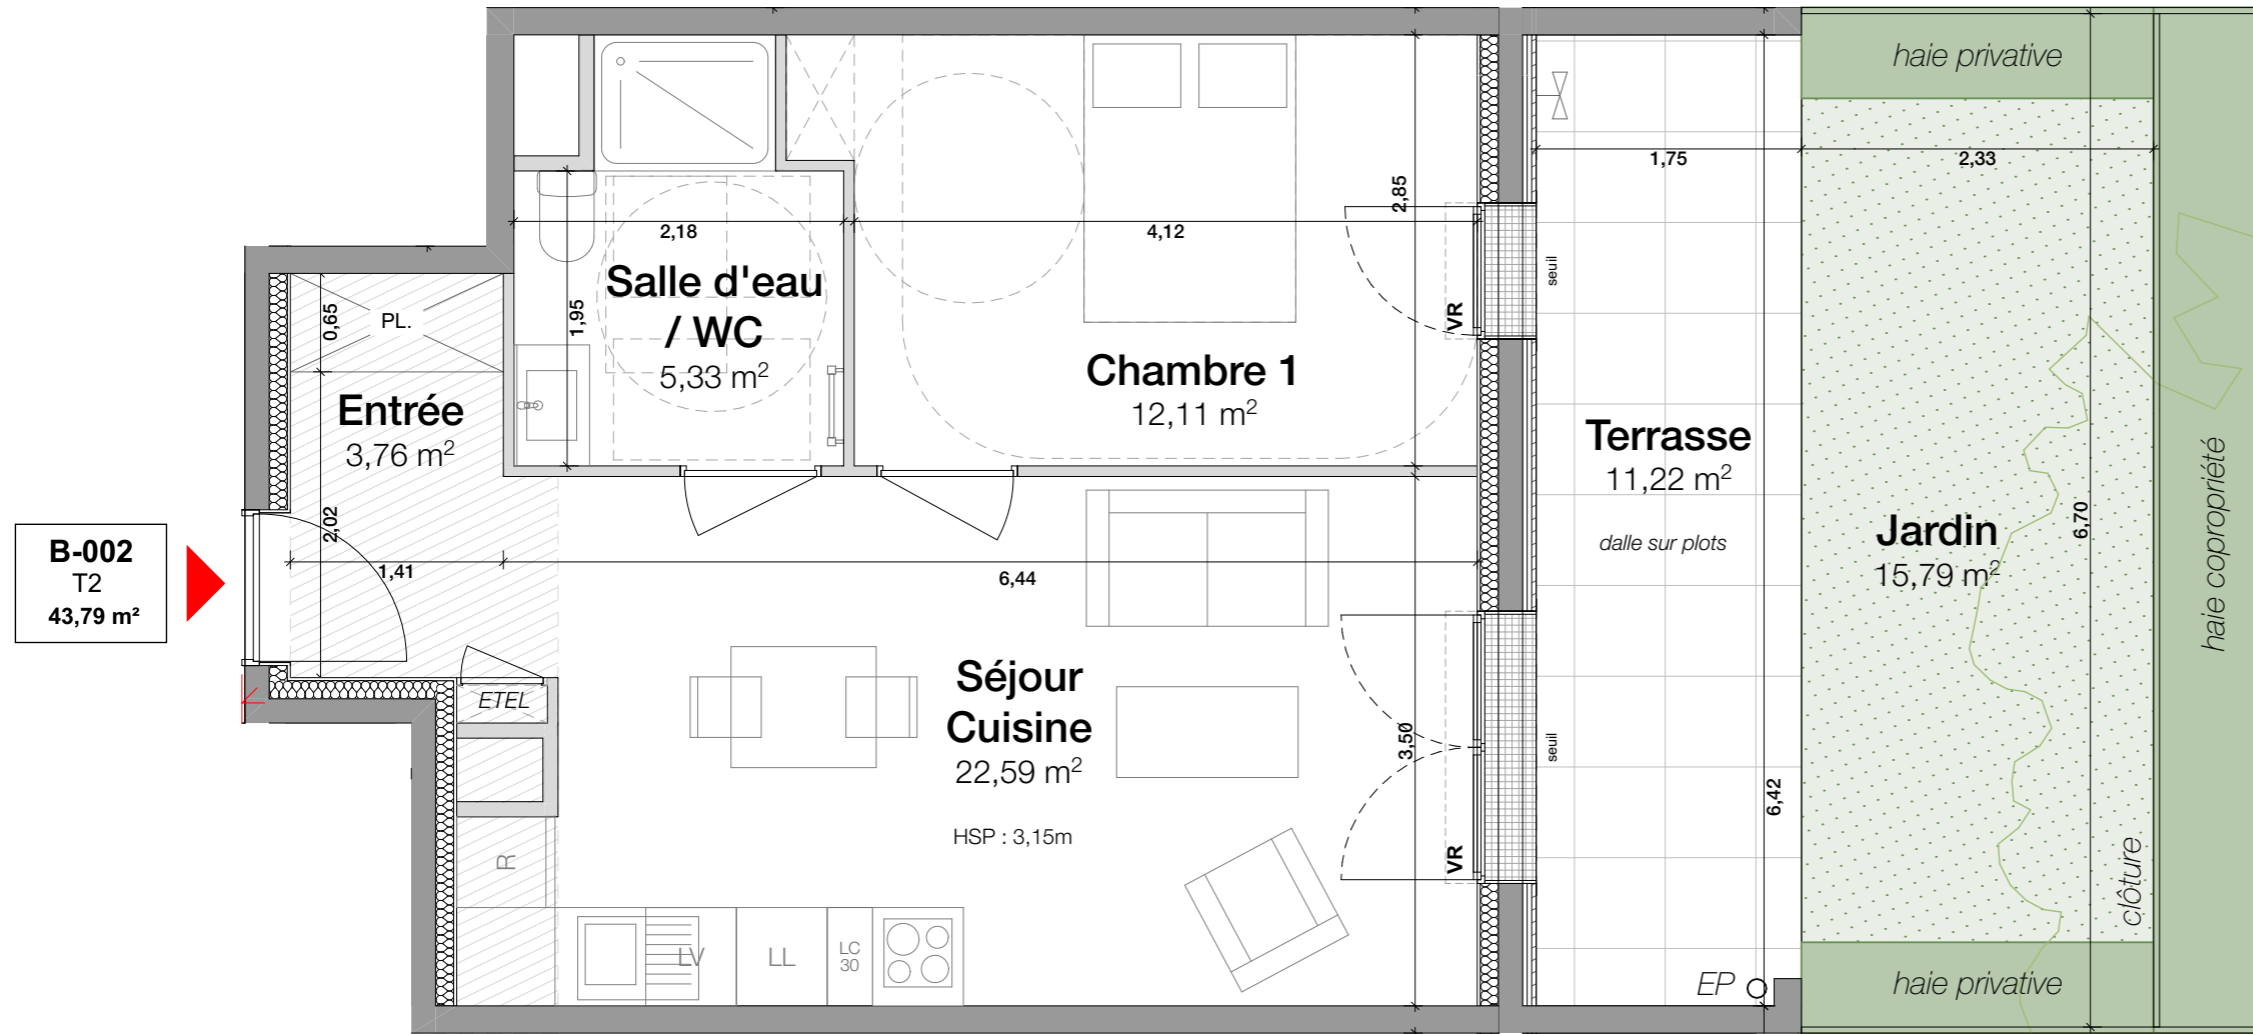 haie privative
1,75
2,33
2,85
2,18
4,12
Salle d'eau
/ WC
5,33 m²
1,95
0,65
PL.
seuil
VR
Chambre 1
12,11 m²
Entrée
3,76 m²
Terrasse
11,22 m²
dalle sur plots
haie copropriété
6,70
Jardin
15,79 m²
2,02
B-002
T2
43,79 m²
1,41
6,44
ETEL
Séjour
Cuisine
22,59 m²
3,50
seuil
6,42
HSP : 3,15m
VR
R
clôture
LV
LL
LC
30
EP
haie privative